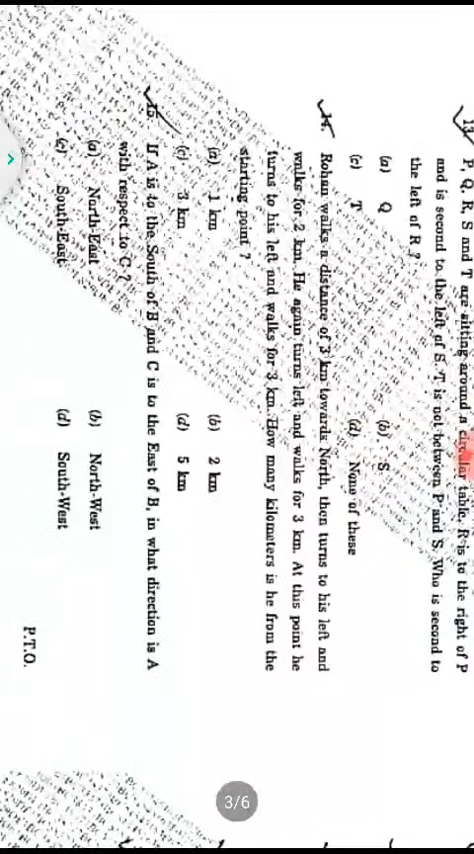 13. P, Q, R, S and T are sitting around a circular table. R is to the right of P
and is second to the left of S. T is not between P and S. Who is second to
the left of R ?
(a) Q (b) S
(c) T (d) None of these
14. Rohan walks a distance of 3 km towards North, then turns to his left and
walks for 2 km. He again turns left and walks for 3 km. At this point he
turns to his left and walks for 3 km. How many kilometers is he from the
starting point ?
(a) 1 km (b) 2 km
(c) 3 km (d) 5 km
15. If A is to the South of B and C is to the East of B, in what direction is A
with respect to C ?
(a) North-East (b) North-West
(c) South-East (d) South-West
P.T.O.
3/6